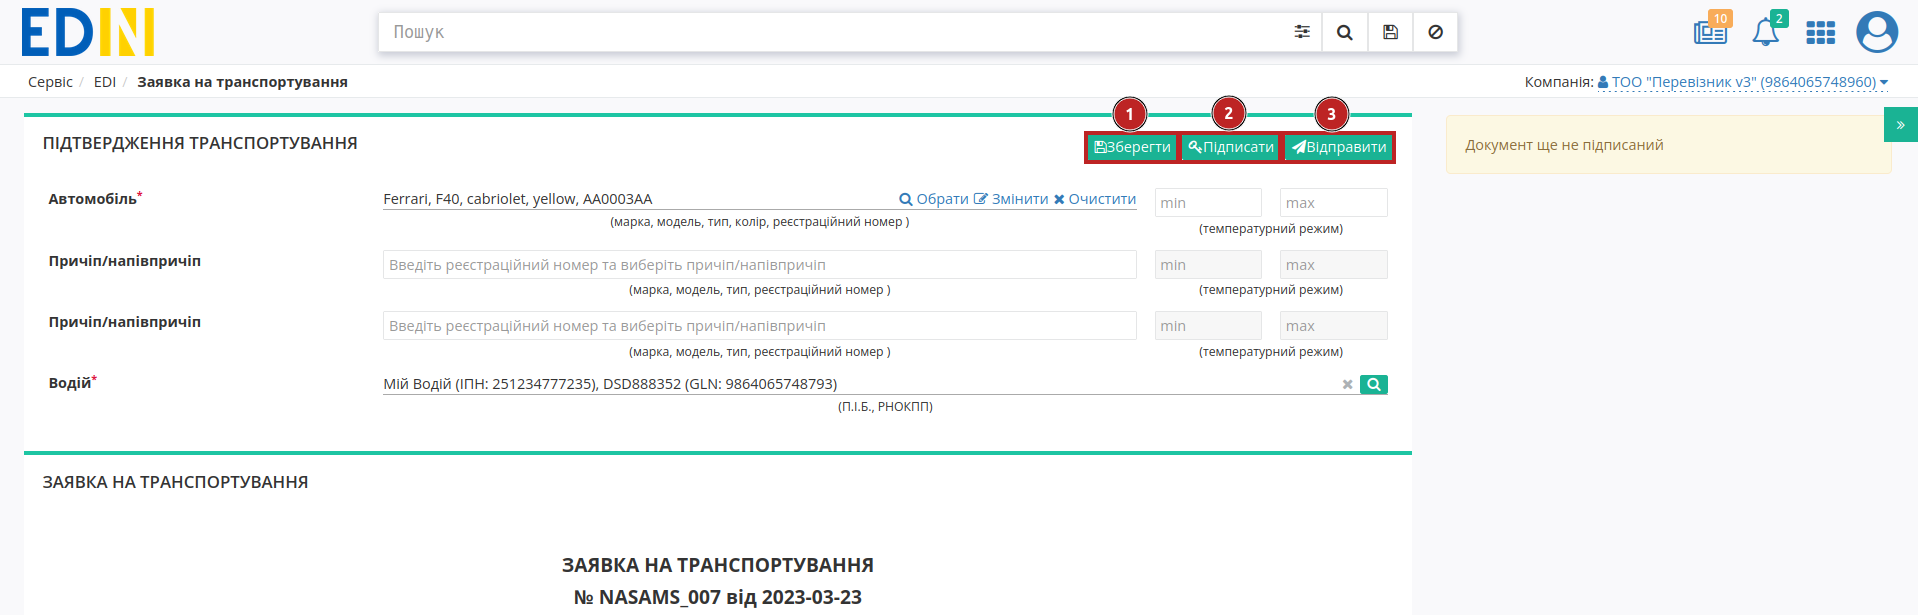 EDIN
Пошук
10
2
Сервіс / EDI / Заявка на транспортування
Компанія: ТОО "Перевізник v3" (9864065748960)
1 2 3
ПІДТВЕРДЖЕННЯ ТРАНСПОРТУВАННЯ
Зберегти Підписати Відправити
»
Документ ще не підписаний
Автомобіль*
Ferrari, F40, cabriolet, yellow, AA0003AA
Обрати Змінити Очистити
min max
(марка, модель, тип, колір, реєстраційний номер )
(температурний режим)
Причіп/напівпричіп
Введіть реєстраційний номер та виберіть причіп/напівпричіп
min max
(марка, модель, тип, реєстраційний номер )
(температурний режим)
Причіп/напівпричіп
Введіть реєстраційний номер та виберіть причіп/напівпричіп
min max
(марка, модель, тип, реєстраційний номер )
(температурний режим)
Водій*
Мій Водій (ІПН: 251234777235), DSD888352 (GLN: 9864065748793)
(П.І.Б., РНОКПП)
ЗАЯВКА НА ТРАНСПОРТУВАННЯ
ЗАЯВКА НА ТРАНСПОРТУВАННЯ
№ NASAMS_007 від 2023-03-23